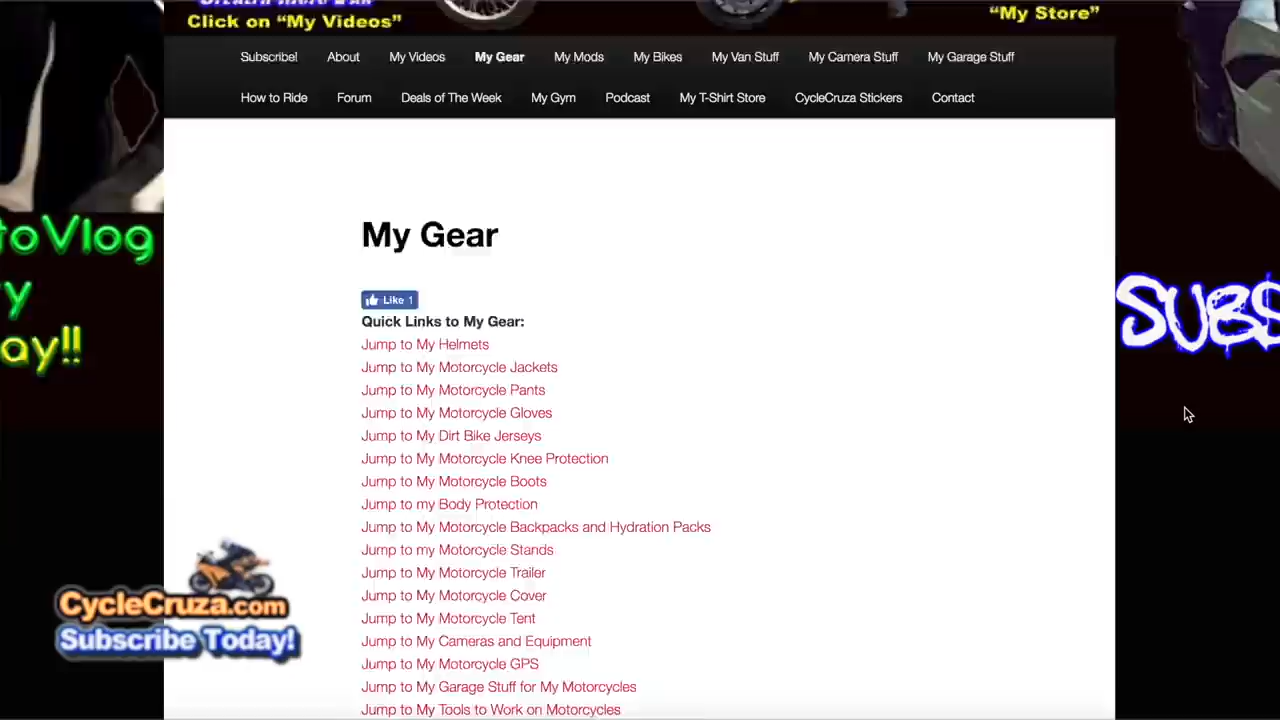 Click on “My Videos”
“My Store”
Subscribe! About My Videos My Gear My Mods My Bikes My Van Stuff My Camera Stuff My Garage Stuff
How to Ride Forum Deals of The Week My Gym Podcast My T-Shirt Store CycleCruza Stickers Contact
My Gear
toVlog
Like 1
Quick Links to My Gear:
Jump to My Helmets
Jump to My Motorcycle Jackets
Jump to My Motorcycle Pants
Jump to My Motorcycle Gloves
Jump to My Dirt Bike Jerseys
Jump to My Motorcycle Knee Protection
Jump to My Motorcycle Boots
Jump to my Body Protection
Jump to My Motorcycle Backpacks and Hydration Packs
Jump to my Motorcycle Stands
Jump to My Motorcycle Trailer
Jump to My Motorcycle Cover
Jump to My Motorcycle Tent
Jump to My Cameras and Equipment
Jump to My Motorcycle GPS
Jump to My Garage Stuff for My Motorcycles
Jump to My Tools to Work on Motorcycles
y
ay!!
SUBS
CycleCruza.com
Subscribe Today!